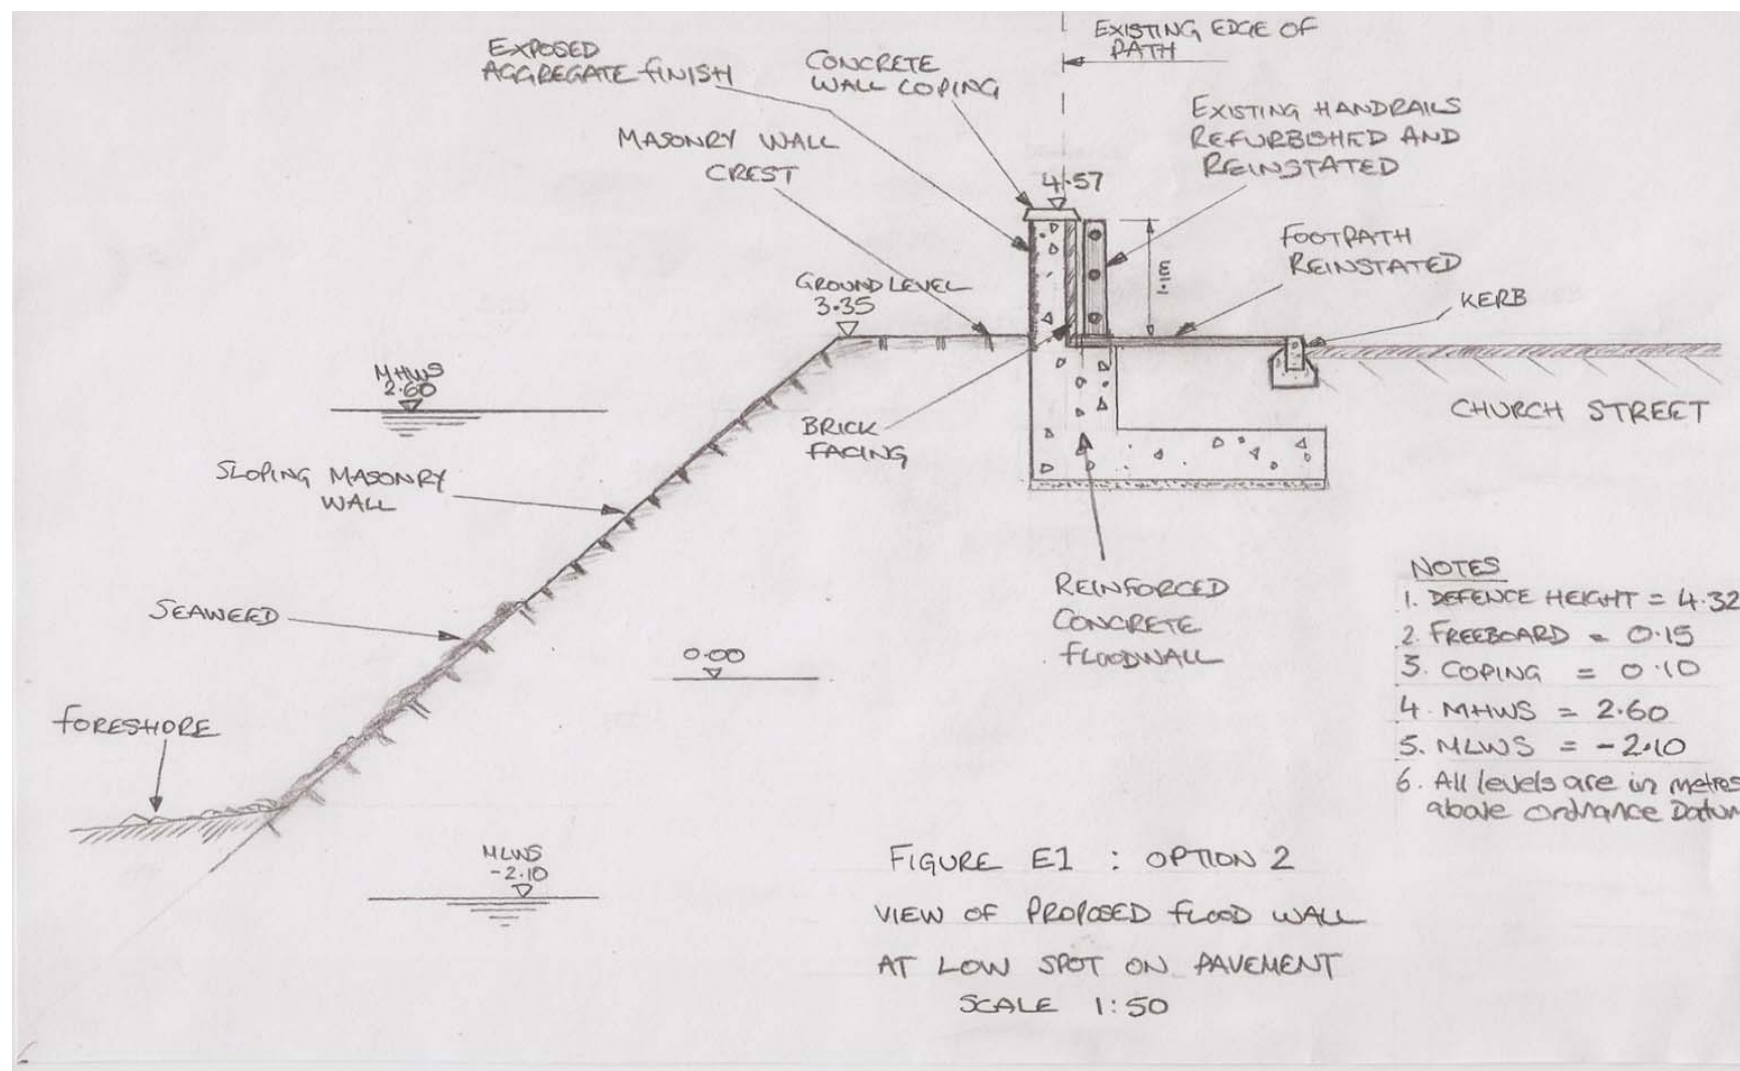 EXISTING EDGE OF
PATH
EXPOSED
AGGREGATE FINISH
CONCRETE
WALL COPING
EXISTING HANDRAILS
REFURBISHED AND
REINSTATED
MASONRY WALL
CREST
4.57
FOOTPATH
REINSTATED
GROUND LEVEL
3.35
KERB
MHWS
2.60
CHURCH STREET
BRICK
FACING
SLOPING MASONRY
WALL
REINFORCED
CONCRETE
FLOODWALL
SEAWEED
0.00
FORESHORE
MLWS
-2.10
NOTES
1. DEFENCE HEIGHT = 4.32
2. FREEBOARD = 0.15
3. COPING = 0.10
4. MHWS = 2.60
5. MLWS = -2.10
6. All levels are in metres
above ordnance Datum
FIGURE E1 : OPTION 2
VIEW OF PROPOSED FLOOD WALL
AT LOW SPOT ON PAVEMENT
SCALE 1:50